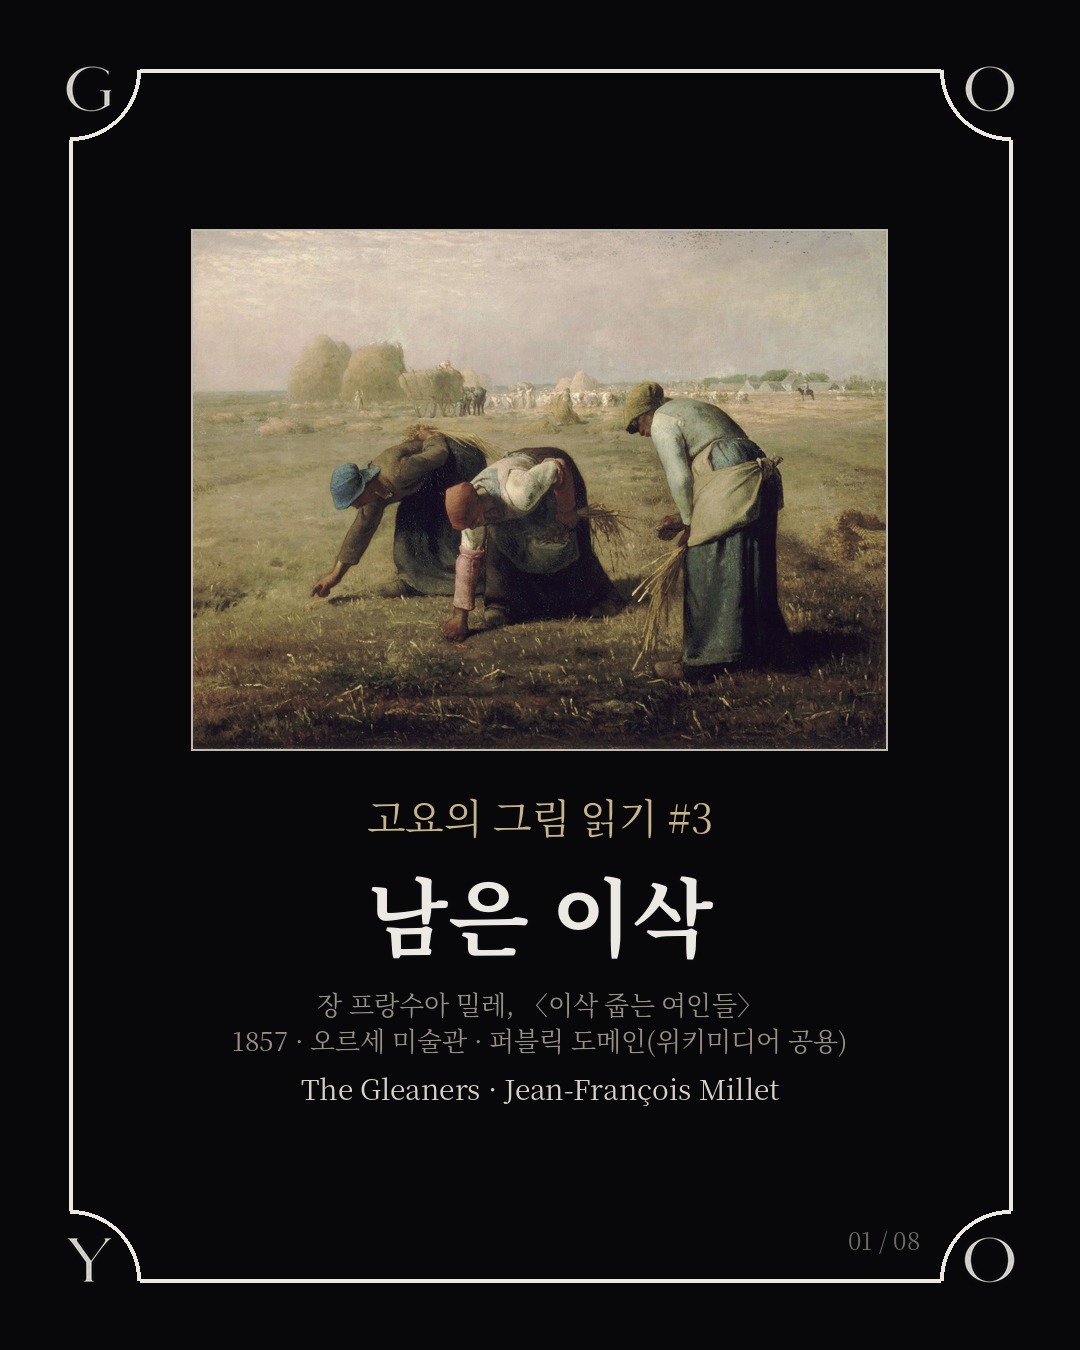 G O
고요의 그림 읽기 #3
남은 이삭
장 프랑수아 밀레, 〈이삭 줍는 여인들〉
1857 · 오르세 미술관 · 퍼블릭 도메인(위키미디어 공용)
The Gleaners · Jean-François Millet
01 / 08
Y O